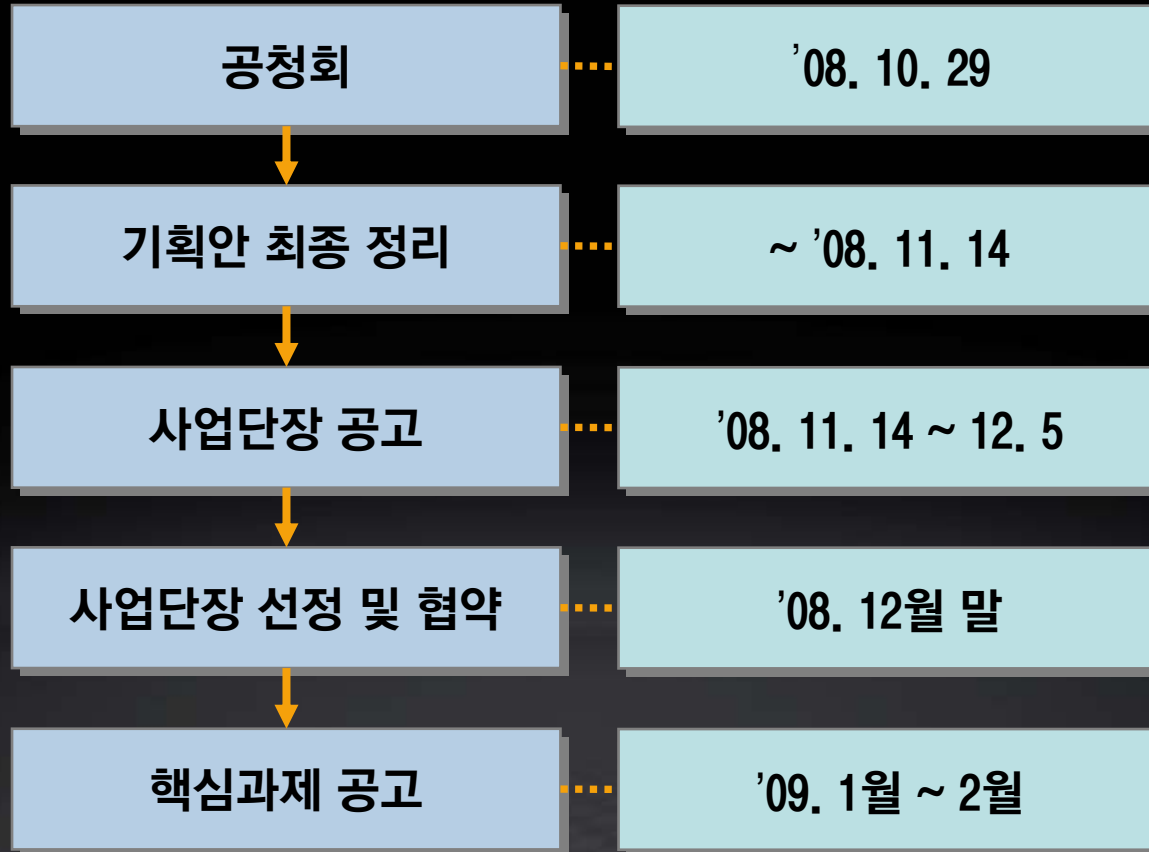 공청회
’08. 10. 29
기획안 최종 정리
~ ’08. 11. 14
사업단장 공고
’08. 11. 14 ~ 12. 5
사업단장 선정 및 협약
’08. 12월 말
핵심과제 공고
’09. 1월 ~ 2월